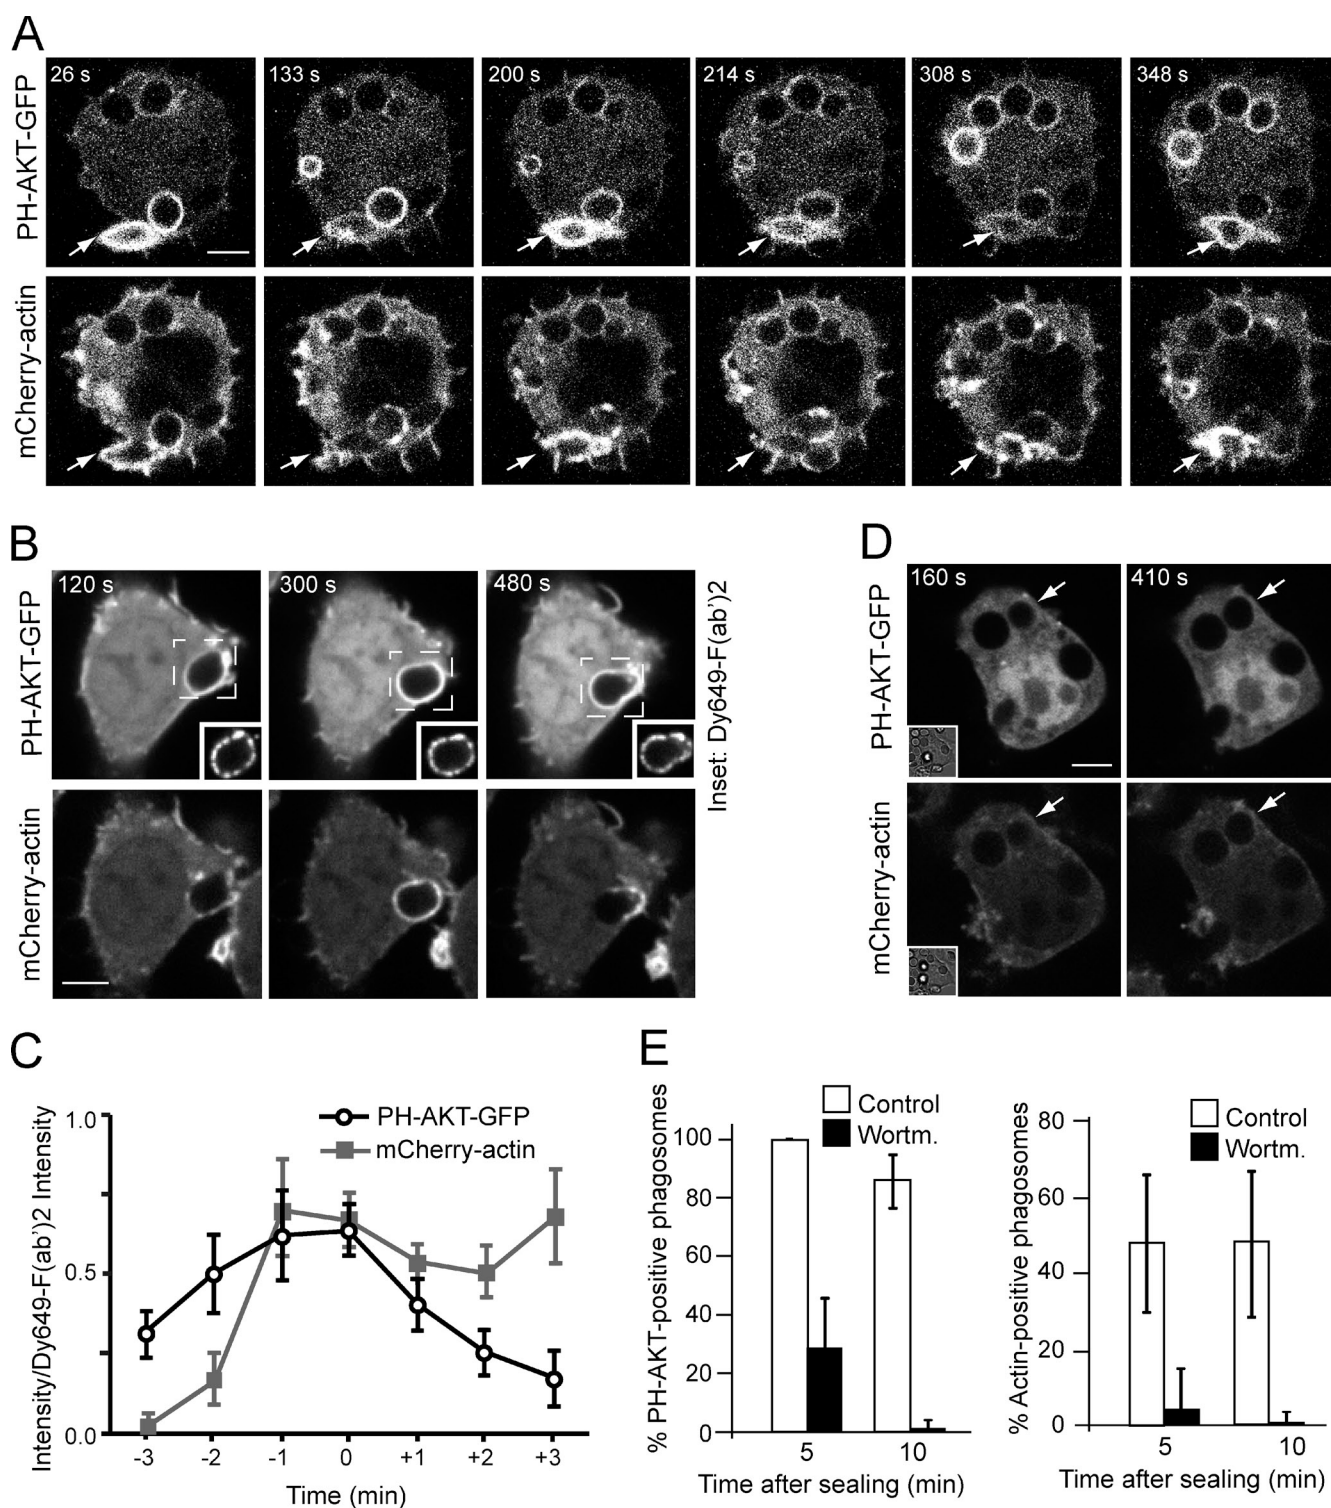 A
PH-AKT-GFP
26 s
133 s
200 s
214 s
308 s
348 s
mCherry-actin
B
PH-AKT-GFP
120 s
300 s
480 s
Inset: Dy649-F(ab')2
mCherry-actin
D
PH-AKT-GFP
160 s
410 s
mCherry-actin
C
Intensity/Dy649-F(ab')2 Intensity
1.0
0.5
0.0
PH-AKT-GFP
mCherry-actin
-3 -2 -1 0 +1 +2 +3
Time (min)
E
% PH-AKT-positive phagosomes
100
80
60
40
20
0
Control
Wortm.
5 10
Time after sealing (min)
% Actin-positive phagosomes
80
60
40
20
0
Control
Wortm.
5 10
Time after sealing (min)